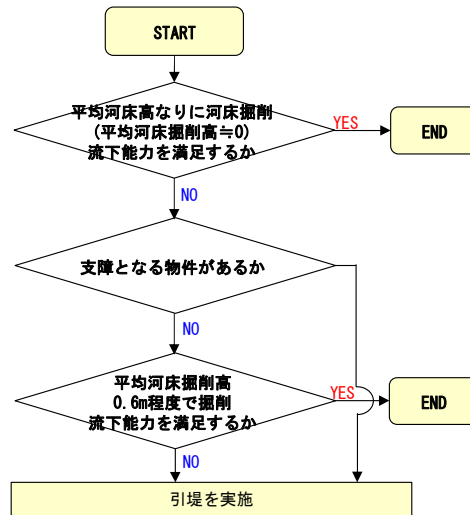 START
平均河床高なりに河床掘削
(平均河床掘削高≒0)
流下能力を満足するか
YES
END
NO
支障となる物件があるか
NO
平均河床掘削高
0.6m程度で掘削
流下能力を満足するか
YES
END
NO
引堤を実施